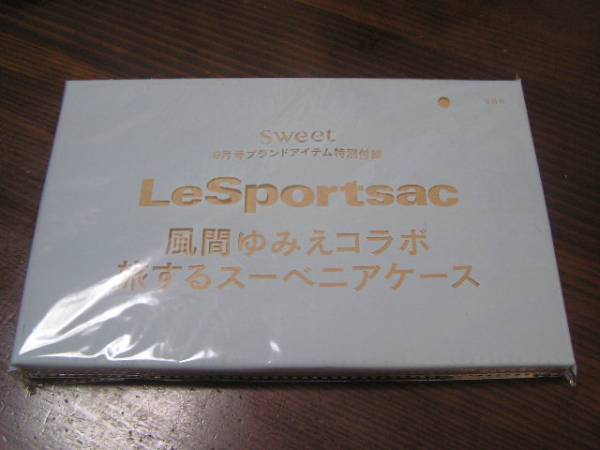 sweet
9月号ブランドアイテム特別付録
LeSportsac
風間ゆみえコラボ
旅するスーベニアケース